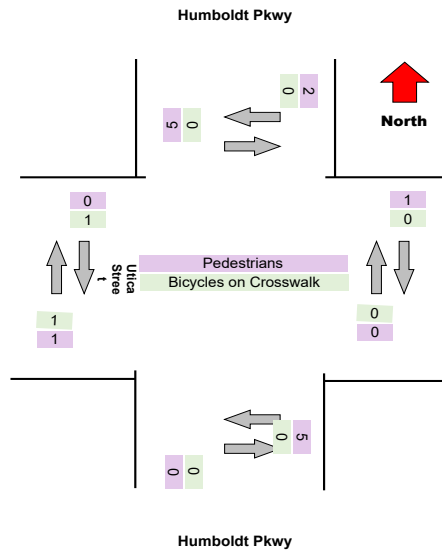 Humboldt Pkwy
0 2
5 0
North
0
1
1
0
Utica
Stree
t
Pedestrians
Bicycles on Crosswalk
1
1
0
0
0 5
0 0
Humboldt Pkwy